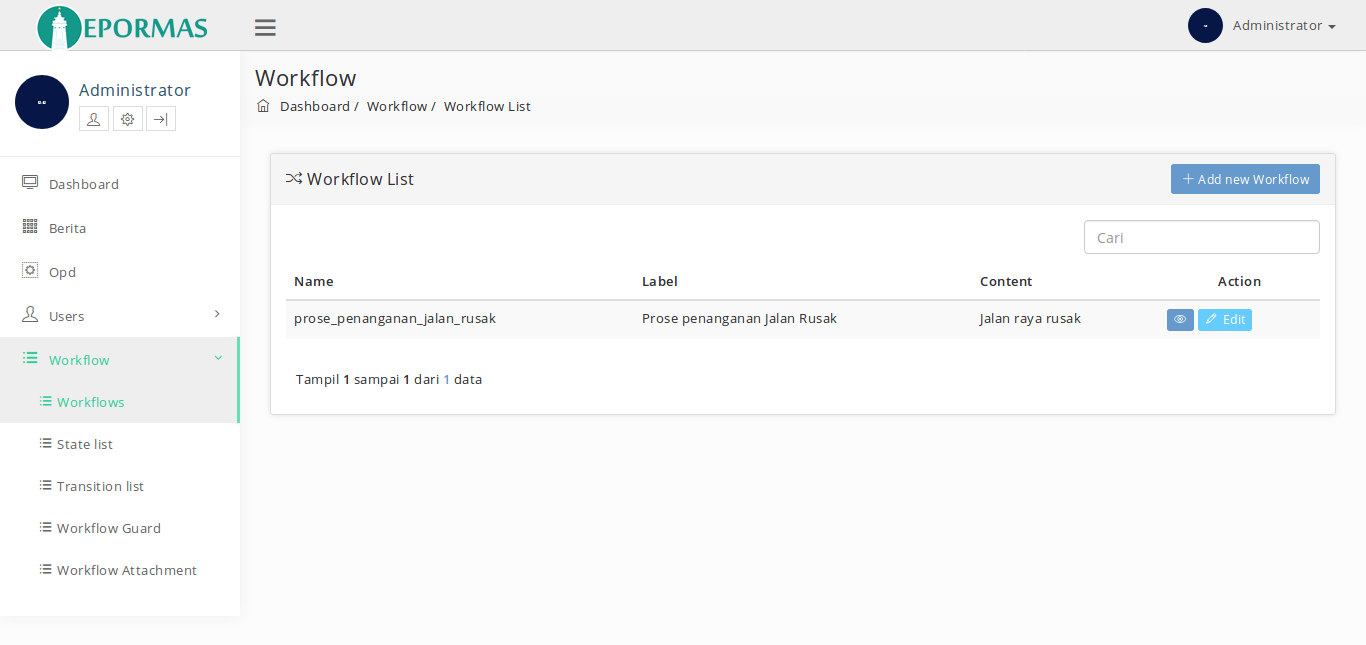 EPORMAS
Administrator
Administrator
Dashboard
Berita
Opd
Users
Workflow
Workflows
State list
Transition list
Workflow Guard
Workflow Attachment
Workflow
Dashboard / Workflow / Workflow List
Workflow List
Add new Workflow
Cari
Name Label Content Action
prose_penanganan_jalan_rusak Prose penanganan Jalan Rusak Jalan raya rusak Edit
Tampil 1 sampai 1 dari 1 data